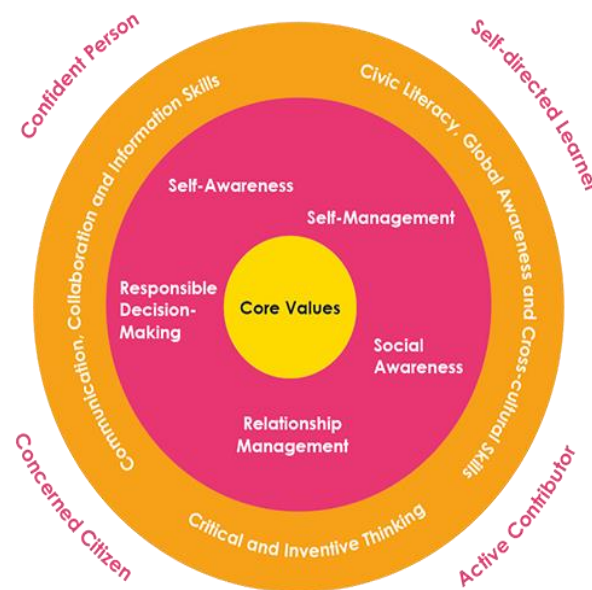 Confident Person
Self-directed Learner
Communication, Collaboration and Information Skills
Civic Literacy, Global Awareness and Cross-cultural Skills
Self-Awareness
Self-Management
Responsible
Decision-
Making
Core Values
Social
Awareness
Relationship
Management
Critical and Inventive Thinking
Concerned Citizen
Active Contributor